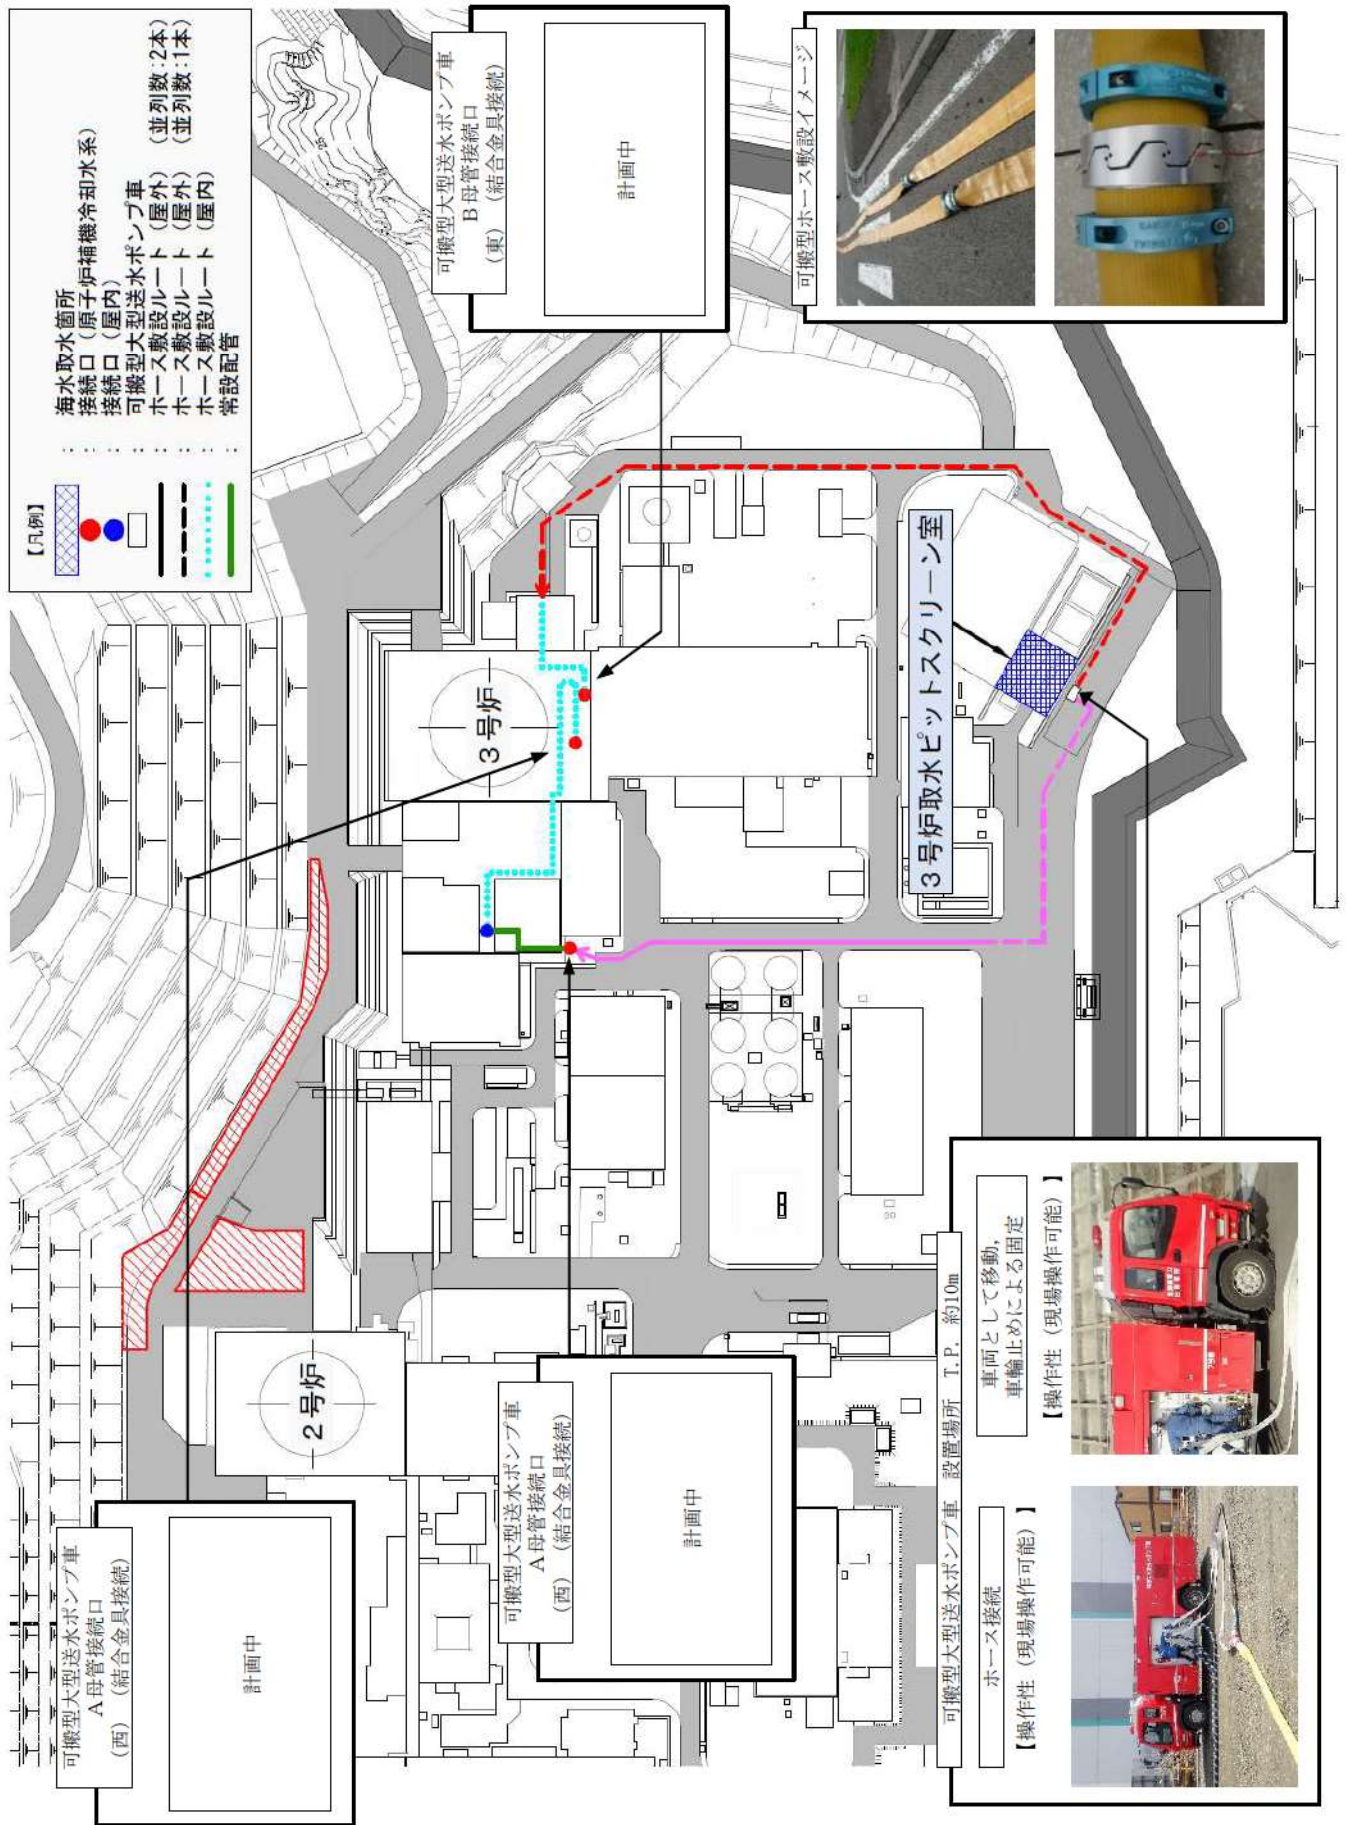 【凡例】
：海水取水箇所
：接続口（原子炉補機冷却水系）
：接続口（屋内）
：可搬型大型送水ポンプ車
：ホース敷設ルート（屋外）（並列数:2本）
：ホース敷設ルート（屋外）（並列数:1本）
：ホース敷設ルート（屋内）
：常設配管
可搬型大型送水ポンプ車
A母管接続口
（西）（結合金具接続）
計画中
可搬型大型送水ポンプ車
B母管接続口
（東）（結合金具接続）
計画中
2号炉
3号炉
可搬型大型送水ポンプ車
A母管接続口
（西）（結合金具接続）
計画中
可搬型ホース敷設イメージ
3号炉取水ピットスクリーン室
可搬型大型送水ポンプ車 設置場所 T.P. 約10m
ホース接続
【操作性（現場操作可能）】
車両として移動，
車輪止めによる固定
【操作性（現場操作可能）】